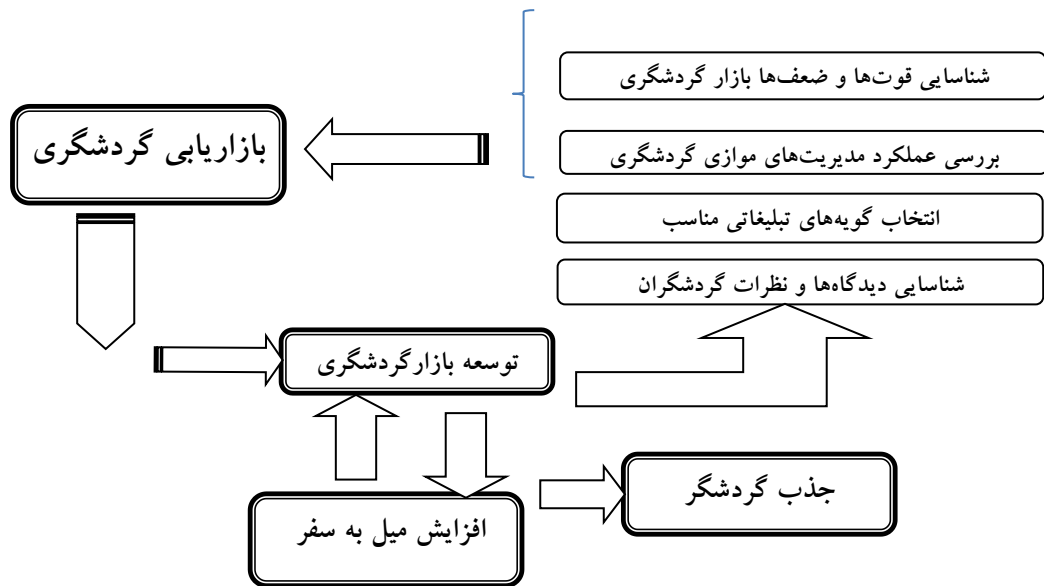 شناسایی قوت‌ها و ضعف‌ها بازار گردشگری
بازاریابی گردشگری
بررسی عملکرد مدیریت‌های موازی گردشگری
انتخاب گویه‌های تبلیغاتی مناسب
شناسایی دیدگاه‌ها و نظرات گردشگران
توسعه بازارگردشگری
جذب گردشگر
افزایش میل به سفر